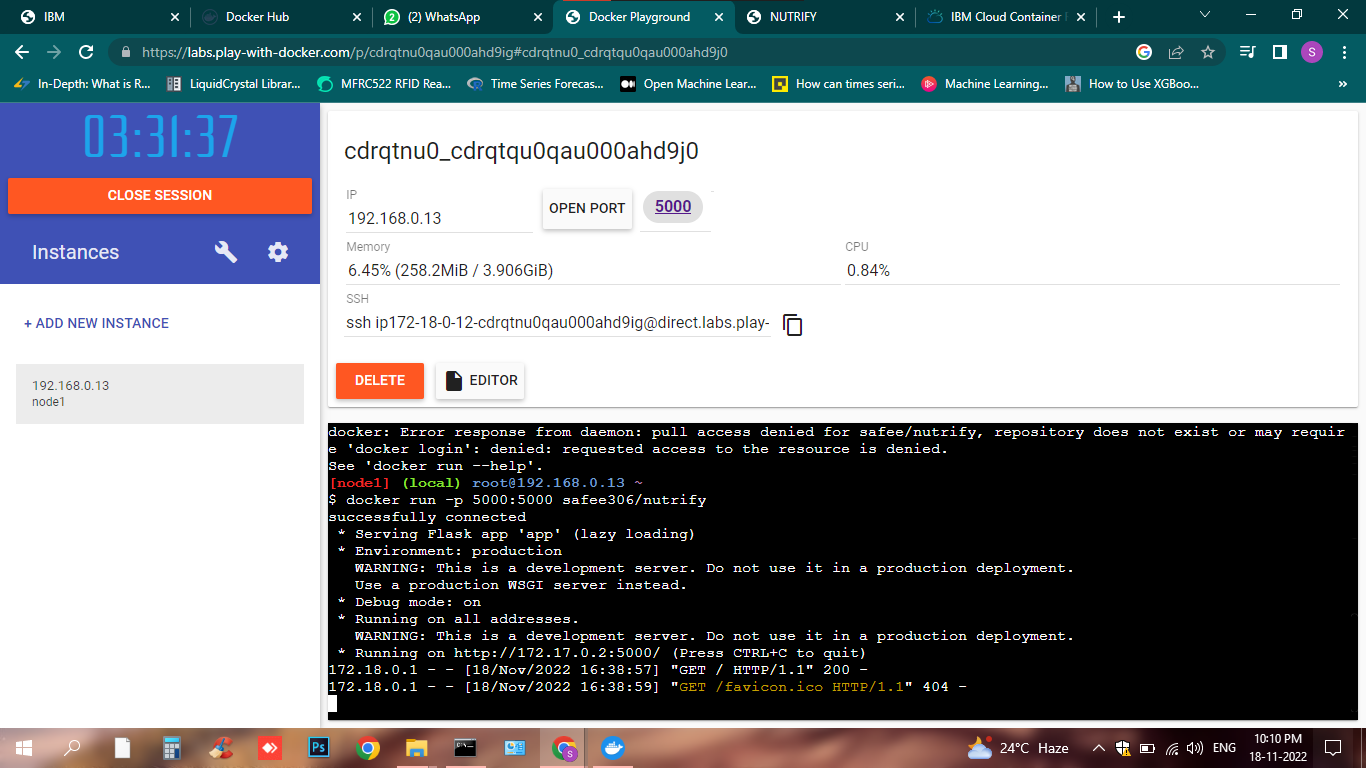 IBM
Docker Hub
(2) WhatsApp
Docker Playground
NUTRIFY
IBM Cloud Container
https://labs.play-with-docker.com/p/cdrqtnu0qau000ahd9ig#cdrqtnu0_cdrqtqu0qau000ahd9j0
S
In-Depth: What is R...
LiquidCrystal Librar...
MFRC522 RFID Rea...
Time Series Forecas...
Open Machine Lear...
How can times seri...
Machine Learning...
How to Use XGBoo...
03:31:37
CLOSE SESSION
Instances
+ ADD NEW INSTANCE
192.168.0.13
node1
cdrqtnu0_cdrqtqu0qau000ahd9j0
IP
192.168.0.13
OPEN PORT
5000
Memory
6.45% (258.2MiB / 3.906GiB)
CPU
0.84%
SSH
ssh ip172-18-0-12-cdrqtnu0qau000ahd9ig@direct.labs.play-
DELETE
EDITOR
docker: Error response from daemon: pull access denied for safee/nutrify, repository does not exist or may requir
e 'docker login': denied: requested access to the resource is denied.
See 'docker run --help'.
[node1] (local) root@192.168.0.13 ~
$ docker run -p 5000:5000 safee306/nutrify
successfully connected
* Serving Flask app 'app' (lazy loading)
* Environment: production
WARNING: This is a development server. Do not use it in a production deployment.
Use a production WSGI server instead.
* Debug mode: on
* Running on all addresses.
WARNING: This is a development server. Do not use it in a production deployment.
* Running on http://172.17.0.2:5000/ (Press CTRL+C to quit)
172.18.0.1 - - [18/Nov/2022 16:38:57] "GET / HTTP/1.1" 200 -
172.18.0.1 - - [18/Nov/2022 16:38:59] "GET /favicon.ico HTTP/1.1" 404 -
Ps
S
24°C Haze
ENG
10:10 PM
18-11-2022